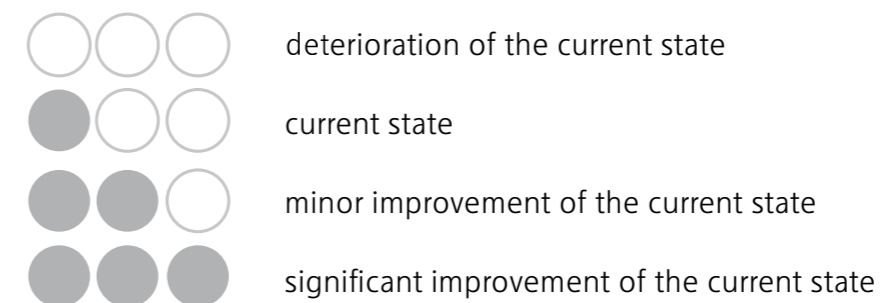 deterioration of the current state
current state
minor improvement of the current state
significant improvement of the current state